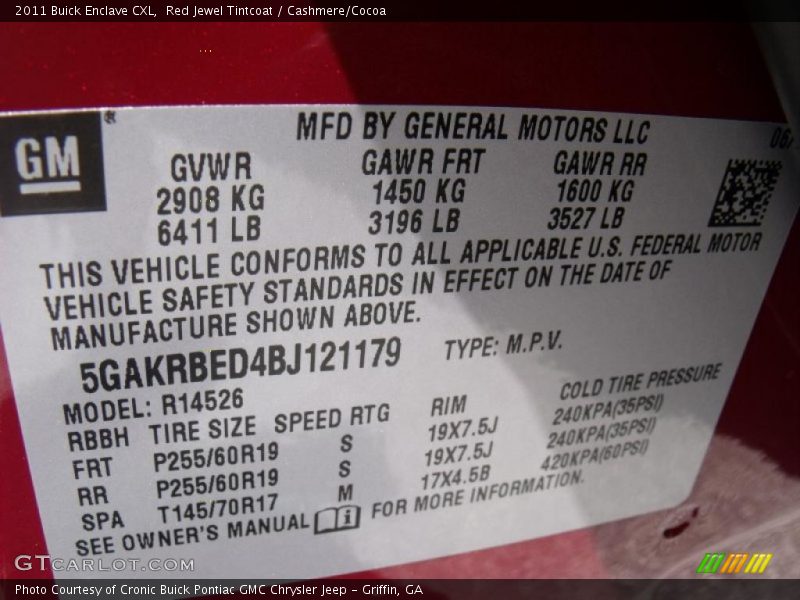 2011 Buick Enclave CXL,  Red Jewel Tintcoat / Cashmere/Cocoa
GM®
MFD BY GENERAL MOTORS LLC
06/
GVWR GAWR FRT GAWR RR
2908 KG 1450 KG 1600 KG
6411 LB 3196 LB 3527 LB
THIS VEHICLE CONFORMS TO ALL APPLICABLE U.S. FEDERAL MOTOR
VEHICLE SAFETY STANDARDS IN EFFECT ON THE DATE OF
MANUFACTURE SHOWN ABOVE.
5GAKRBED4BJ121179 TYPE: M.P.V.
MODEL: R14526
RBBH TIRE SIZE SPEED RTG RIM COLD TIRE PRESSURE
FRT P255/60R19 S 19X7.5J 240KPA(35PSI)
RR P255/60R19 S 19X7.5J 240KPA(35PSI)
SPA T145/70R17 M 17X4.5B 420KPA(60PSI)
SEE OWNER'S MANUAL FOR MORE INFORMATION.
GTCARLOT.COM
Photo Courtesy of Cronic Buick Pontiac GMC Chrysler Jeep - Griffin, GA